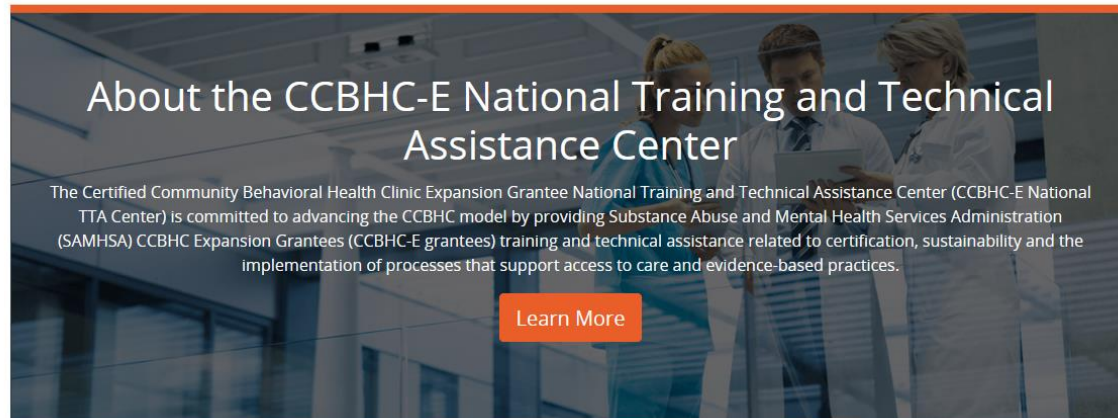 About the CCBHC-E National Training and Technical
Assistance Center
The Certified Community Behavioral Health Clinic Expansion Grantee National Training and Technical Assistance Center (CCBHC-E National
TTA Center) is committed to advancing the CCBHC model by providing Substance Abuse and Mental Health Services Administration
(SAMHSA) CCBHC Expansion Grantees (CCBHC-E grantees) training and technical assistance related to certification, sustainability and the
implementation of processes that support access to care and evidence-based practices.
Learn More